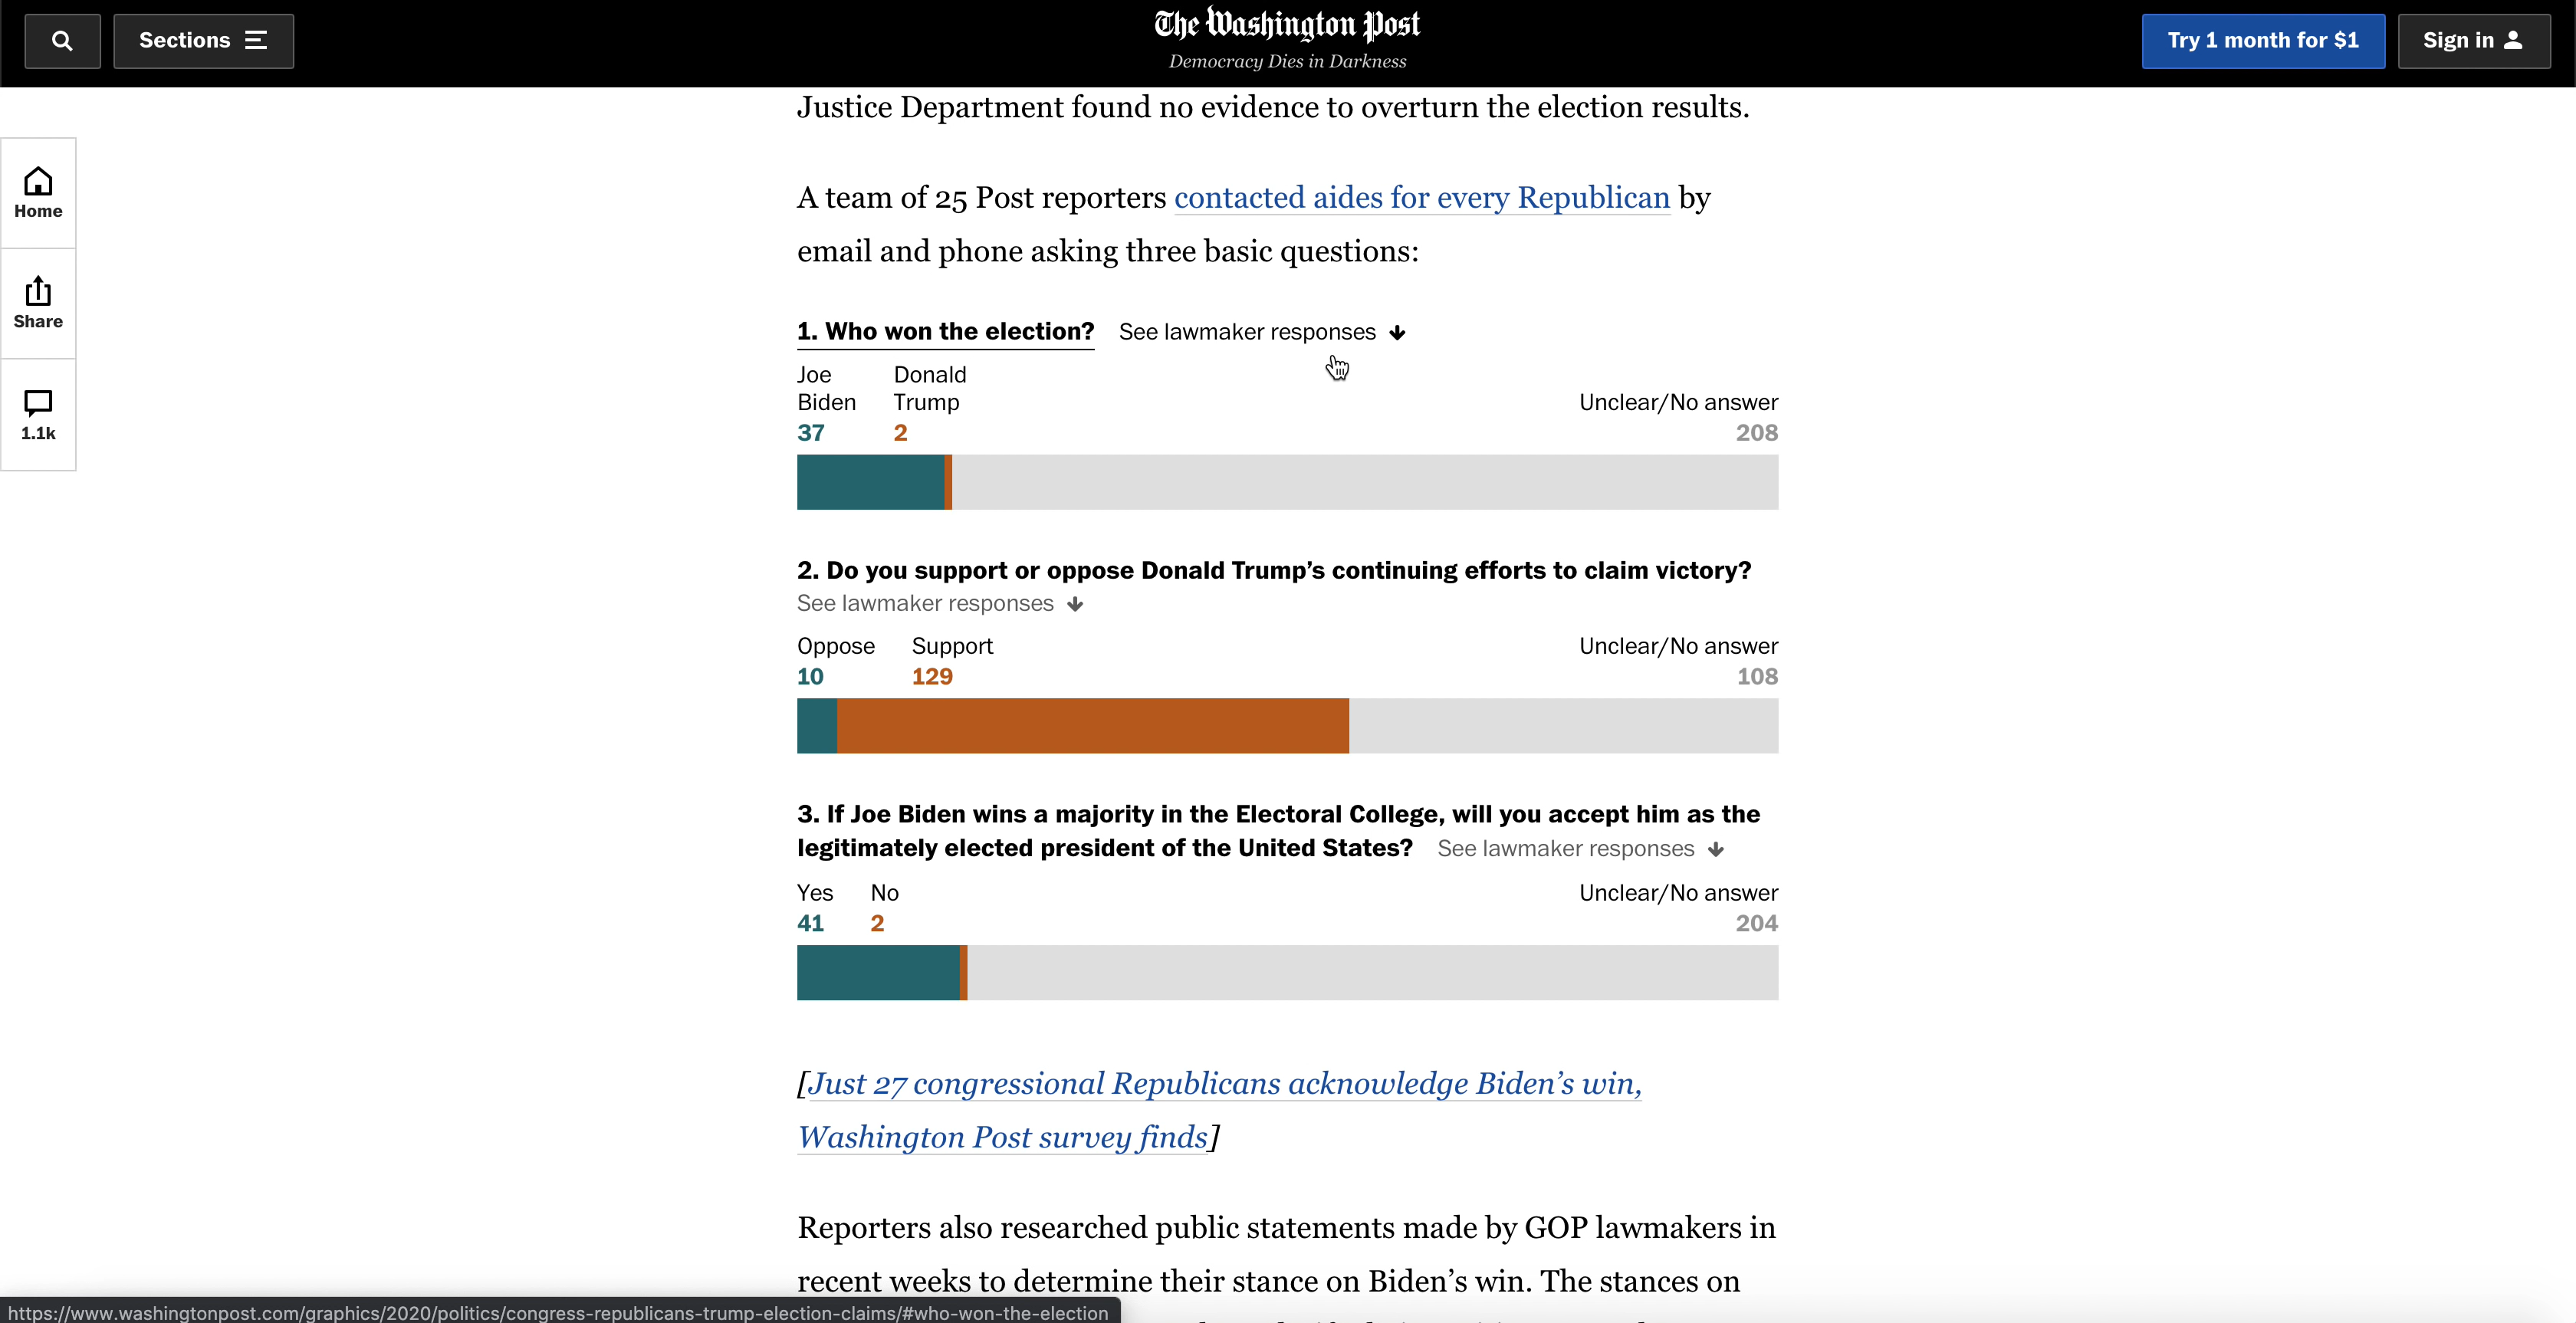 Sections
The Washington Post
Democracy Dies in Darkness
Try 1 month for $1
Sign in
Home
Share
1.1k
Justice Department found no evidence to overturn the election results.
A team of 25 Post reporters contacted aides for every Republican by
email and phone asking three basic questions:
1. Who won the election? See lawmaker responses
Joe Donald
Biden Trump Unclear/No answer
37 2 208
2. Do you support or oppose Donald Trump’s continuing efforts to claim victory?
See lawmaker responses
Oppose Support Unclear/No answer
10 129 108
3. If Joe Biden wins a majority in the Electoral College, will you accept him as the
legitimately elected president of the United States? See lawmaker responses
Yes No Unclear/No answer
41 2 204
[Just 27 congressional Republicans acknowledge Biden’s win,
Washington Post survey finds]
Reporters also researched public statements made by GOP lawmakers in
recent weeks to determine their stance on Biden’s win. The stances on
https://www.washingtonpost.com/graphics/2020/politics/congress-republicans-trump-election-claims/#who-won-the-election